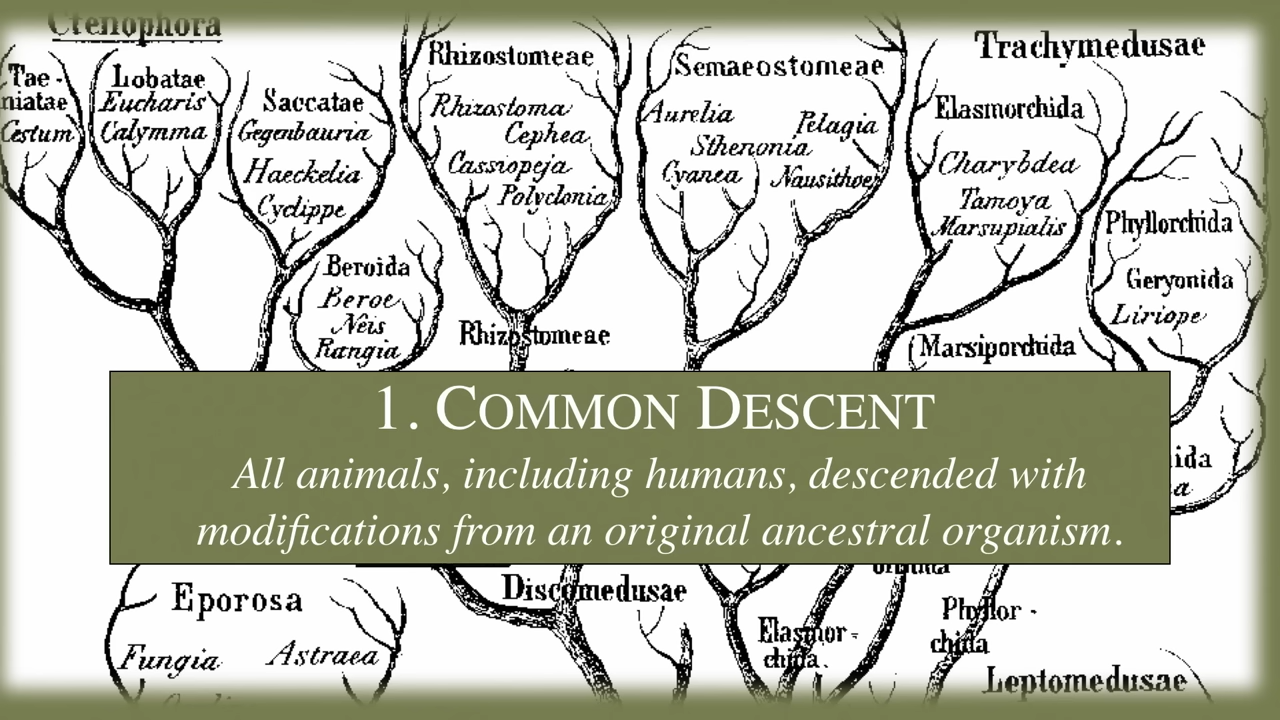 Ctenophora
Tae-
niatae
Cestum
Lobatae
Eucharis
Calymma
Saccatae
Gegenbauria
Haeckelia
Cydippe
Beroida
Beroe
Neis
Rangia
Rhizostomeae
Rhizostoma
Cephea
Cassiopeja
Polyclonia
Rhizostomeae
Semaeostomeae
Aurelia
Pelagia
Sthenonia
Cyanea
Nausithoe
Trachymedusae
Elasmorchida
Charybdea
Tamoya
Marsupialis
Marsiporchida
Phyllorchida
Geryonida
Liriope
1. COMMON DESCENT
All animals, including humans, descended with
modifications from an original ancestral organism.
ida
a
Eporosa
Fungia
Astraea
Discomedusae
Elasmor-
chida.
Phyllor-
chida
Leptomedusae